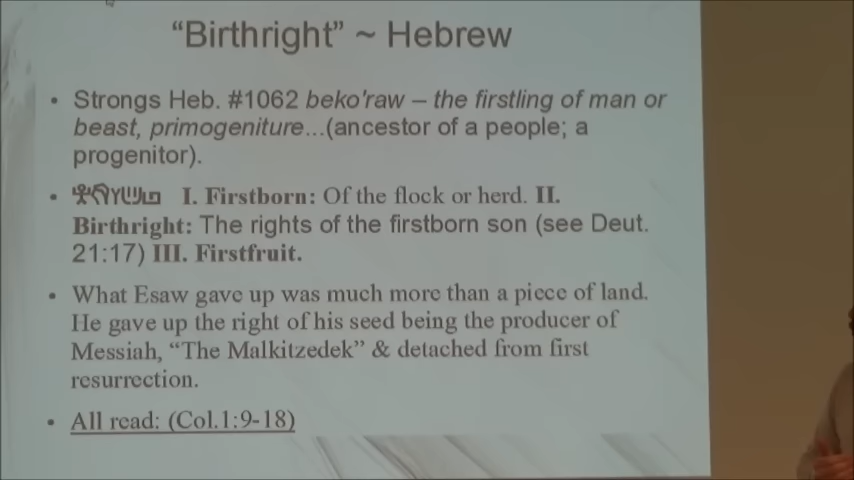 “Birthright” ~ Hebrew
• Strongs Heb. #1062 beko'raw – the firstling of man or
beast, primogeniture...(ancestor of a people; a
progenitor).
• I. Firstborn: Of the flock or herd. II.
Birthright: The rights of the firstborn son (see Deut.
21:17) III. Firstfruit.
• What Esaw gave up was much more than a piece of land.
He gave up the right of his seed being the producer of
Messiah, “The Malkitzedek” & detached from first
resurrection.
• All read: (Col.1:9-18)